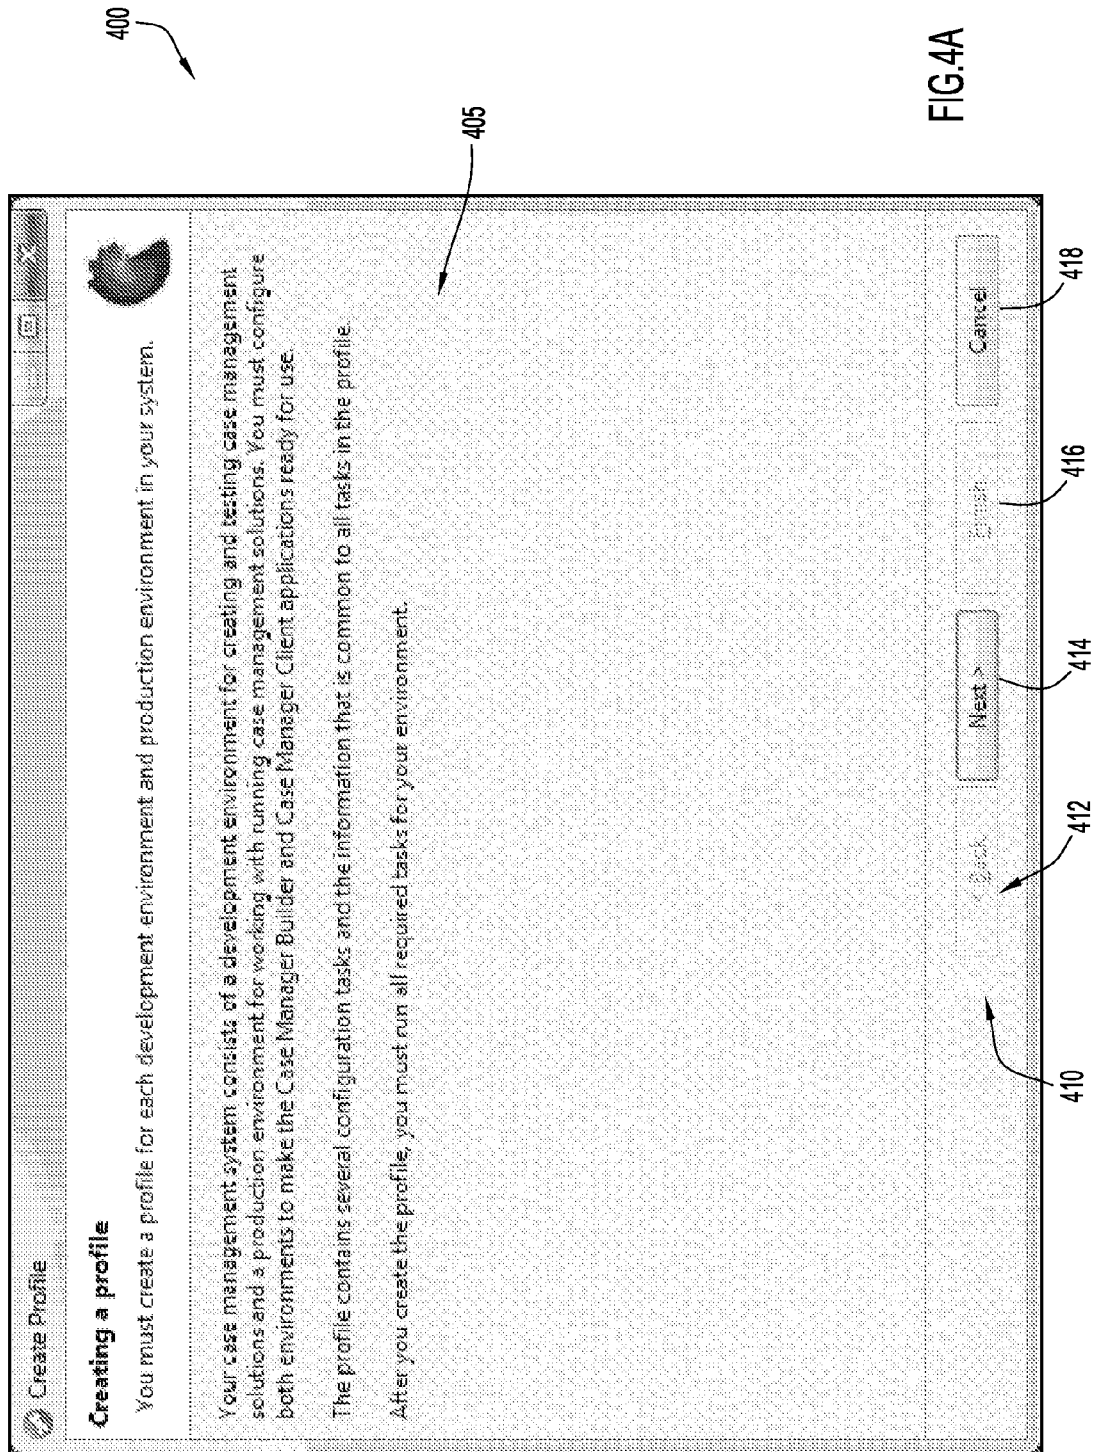 Create Profile
Creating a profile
You must create a profile for each development environment and production environment in your system.
Your case management system consists of a development environment for creating and testing case management
solutions and a production environment for working with running case management solutions. You must configure
both environments to make the Case Manager Builder and Case Manager Client applications ready for use.
The profile contains several configuration tasks and the information that is common to all tasks in the profile.
After you create the profile, you must run all required tasks for your environment.
< Back
Next >
Finish
Cancel
400
405
410
412
414
416
418
FIG.4A